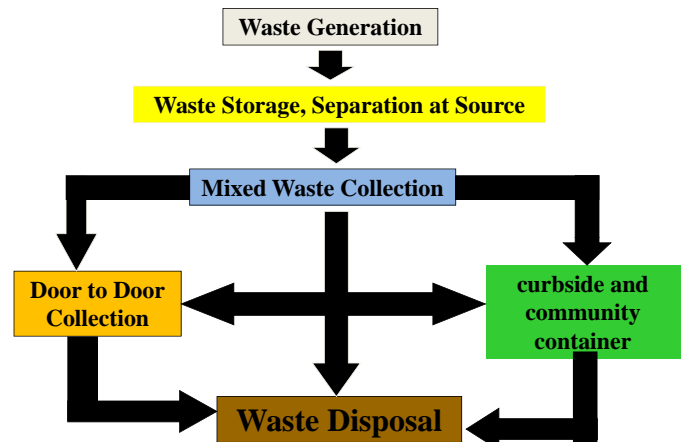 Waste Generation
Waste Storage, Separation at Source
Mixed Waste Collection
Door to Door
Collection
curbside and
community
container
Waste Disposal